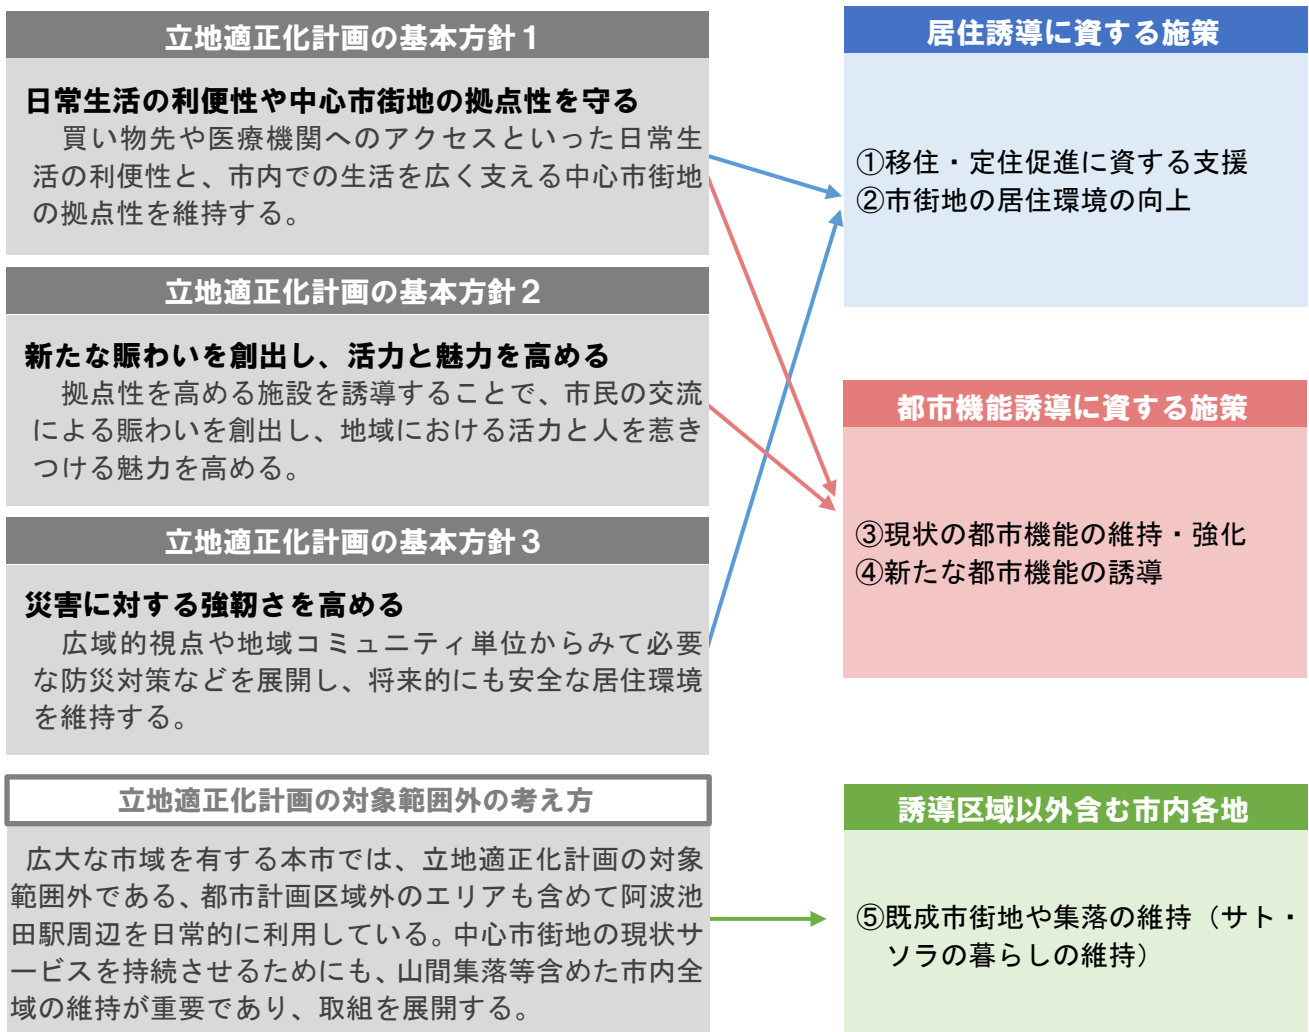 立地適正化計画の基本方針１
日常生活の利便性や中心市街地の拠点性を守る
買い物先や医療機関へのアクセスといった日常生
活の利便性と、市内での生活を広く支える中心市街地
の拠点性を維持する。
立地適正化計画の基本方針２
新たな賑わいを創出し、活力と魅力を高める
拠点性を高める施設を誘導することで、市民の交流
による賑わいを創出し、地域における活力と人を惹き
つける魅力を高める。
立地適正化計画の基本方針３
災害に対する強靭さを高める
広域的視点や地域コミュニティ単位からみて必要
な防災対策などを展開し、将来的にも安全な居住環境
を維持する。
立地適正化計画の対象範囲外の考え方
広大な市域を有する本市では、立地適正化計画の対象
範囲外である、都市計画区域外のエリアも含めて阿波池
田駅周辺を日常的に利用している。中心市街地の現状サ
ービスを持続させるためにも、山間集落等含めた市内全
域の維持が重要であり、取組を展開する。
居住誘導に資する施策
①移住・定住促進に資する支援
②市街地の居住環境の向上
都市機能誘導に資する施策
③現状の都市機能の維持・強化
④新たな都市機能の誘導
誘導区域以外含む市内各地
⑤既成市街地や集落の維持（サト・
ソラの暮らしの維持）